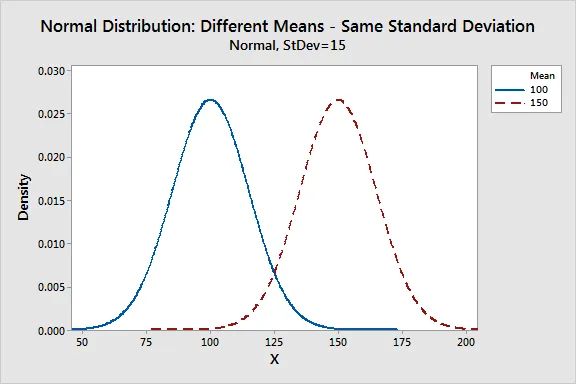 Normal Distribution: Different Means - Same Standard Deviation
Normal, StDev=15
Mean
100
150
Density
0.030
0.025
0.020
0.015
0.010
0.005
0.000
50 75 100 125 150 175 200
X